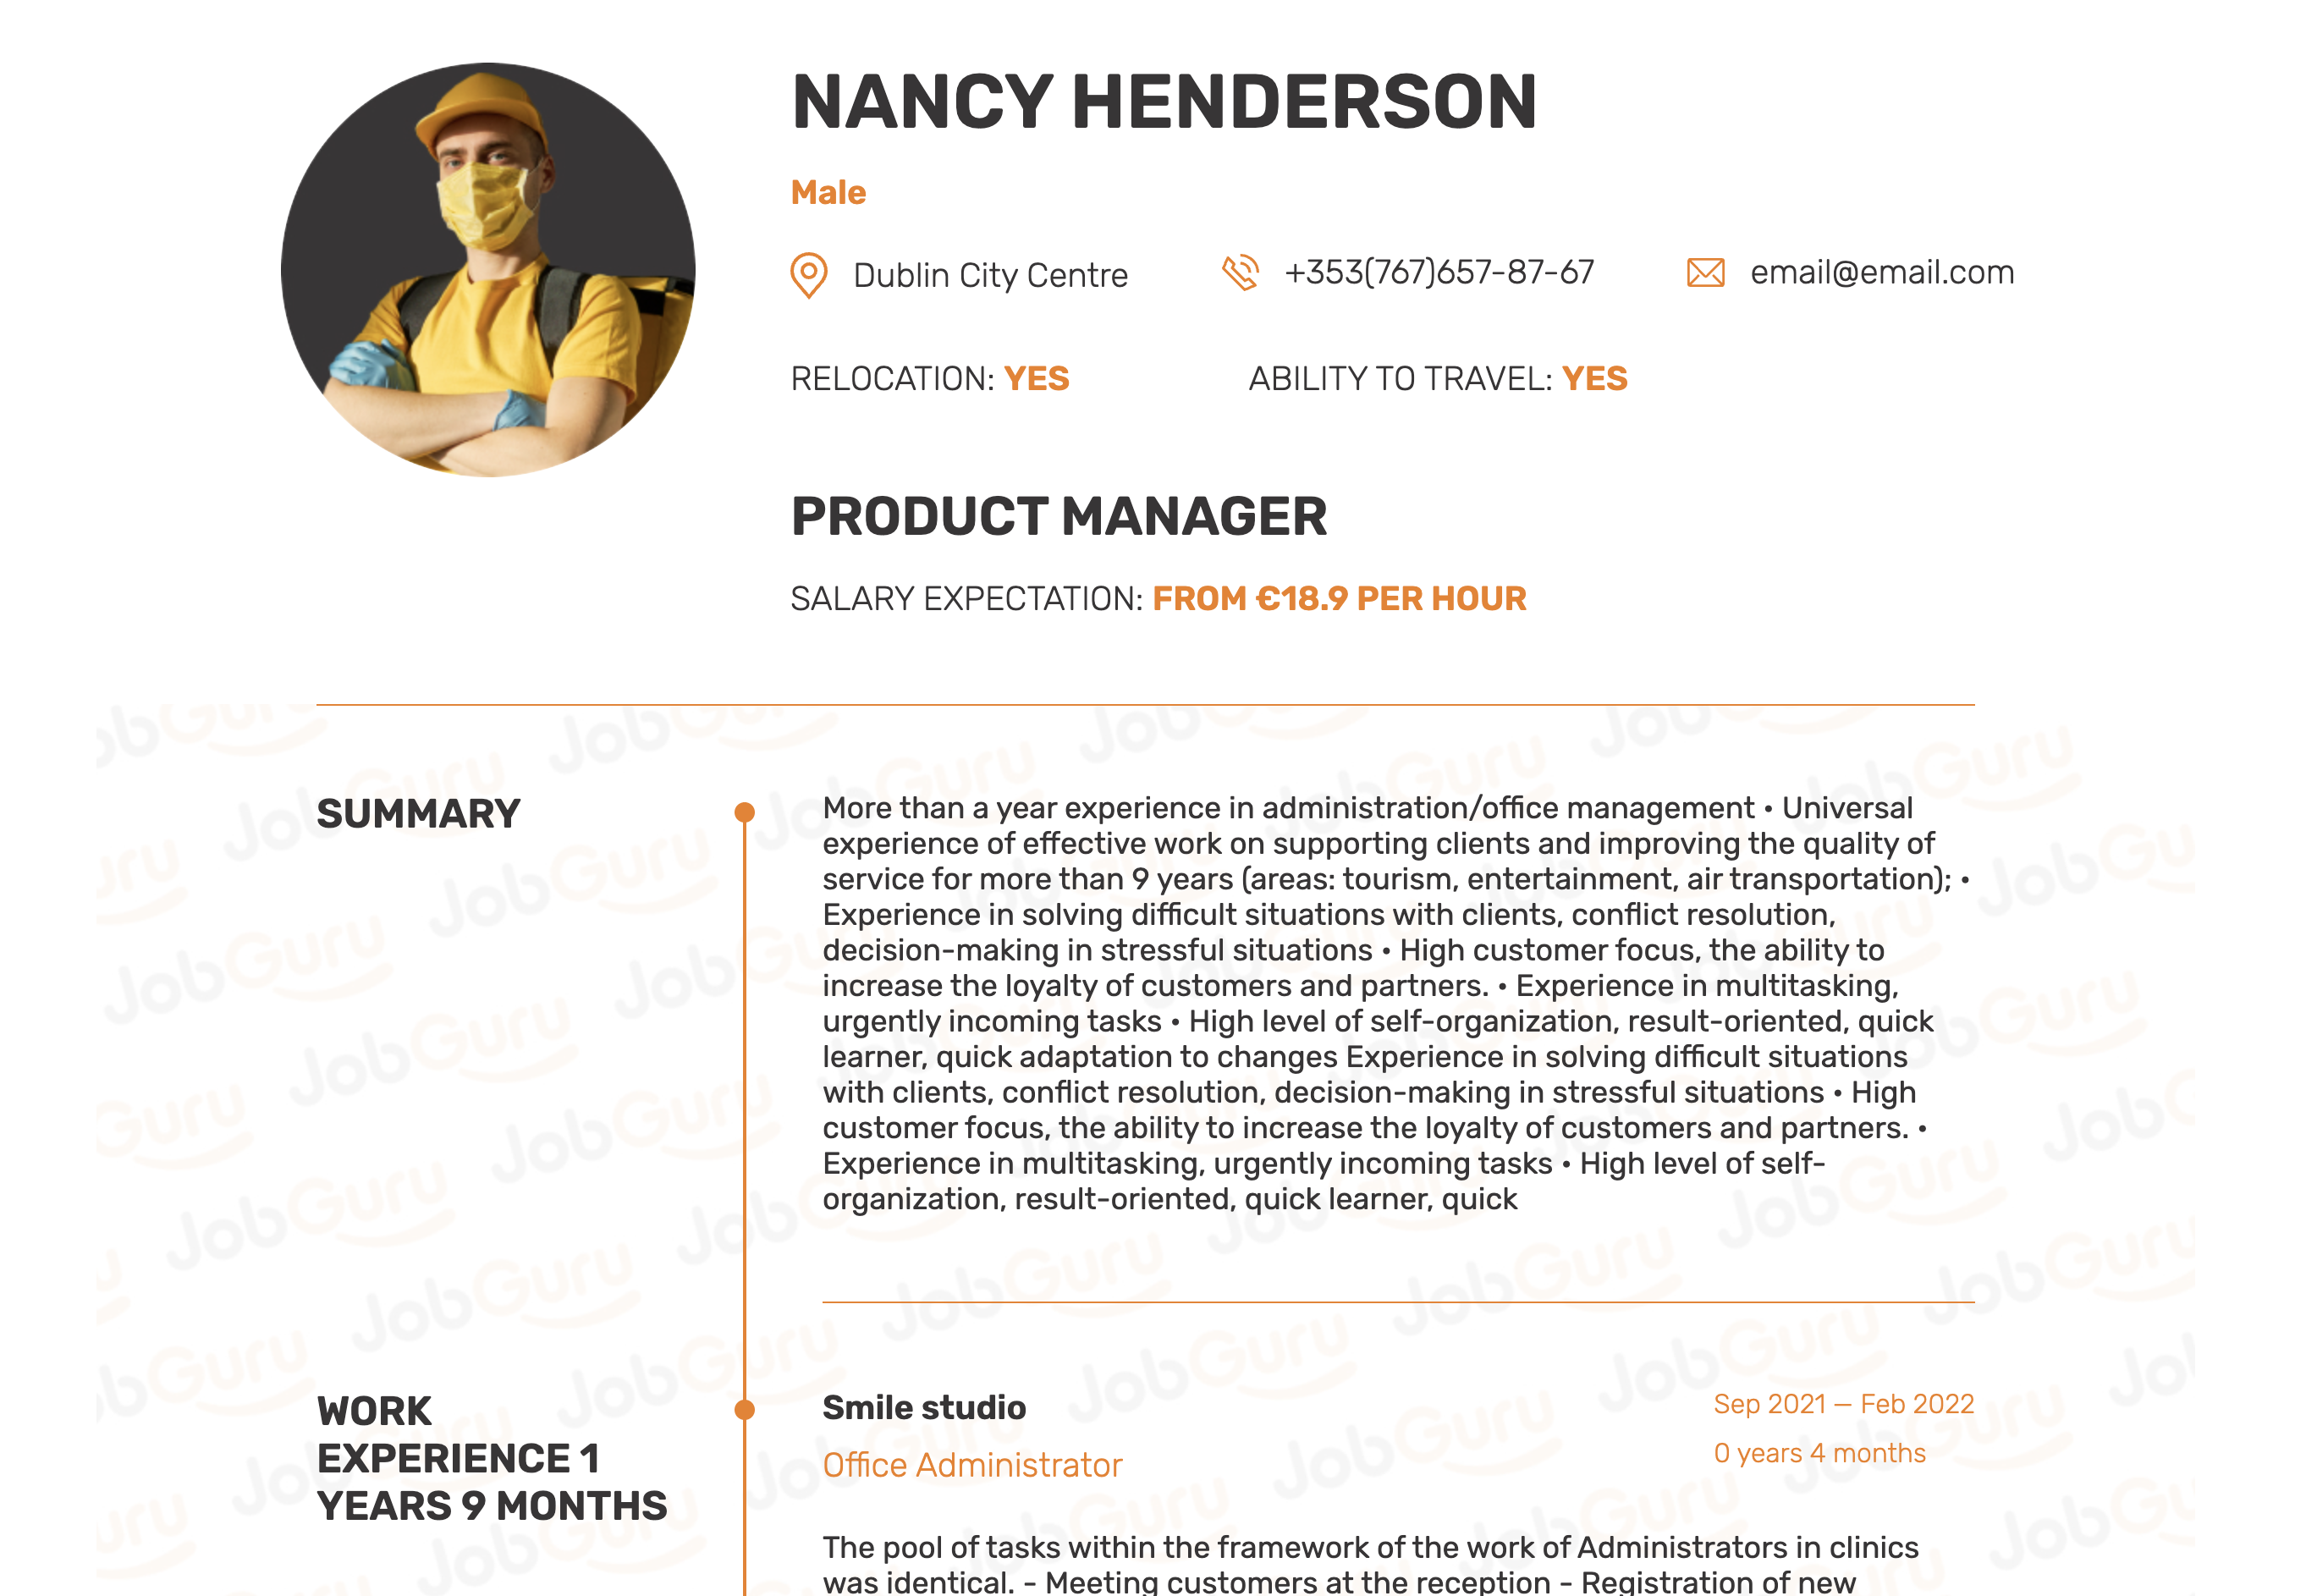 NANCY HENDERSON
Male
Dublin City Centre
+353(767)657-87-67
email@email.com
RELOCATION: YES
ABILITY TO TRAVEL: YES
PRODUCT MANAGER
SALARY EXPECTATION: FROM €18.9 PER HOUR
SUMMARY
More than a year experience in administration/office management • Universal
experience of effective work on supporting clients and improving the quality of
service for more than 9 years (areas: tourism, entertainment, air transportation); •
Experience in solving difficult situations with clients, conflict resolution,
decision-making in stressful situations • High customer focus, the ability to
increase the loyalty of customers and partners. • Experience in multitasking,
urgently incoming tasks • High level of self-organization, result-oriented, quick
learner, quick adaptation to changes Experience in solving difficult situations
with clients, conflict resolution, decision-making in stressful situations • High
customer focus, the ability to increase the loyalty of customers and partners. •
Experience in multitasking, urgently incoming tasks • High level of self-
organization, result-oriented, quick learner, quick
WORK
EXPERIENCE 1
YEARS 9 MONTHS
Smile studio
Sep 2021 — Feb 2022
Office Administrator
0 years 4 months
The pool of tasks within the framework of the work of Administrators in clinics
was identical. - Meeting customers at the reception - Registration of new
JobGuru